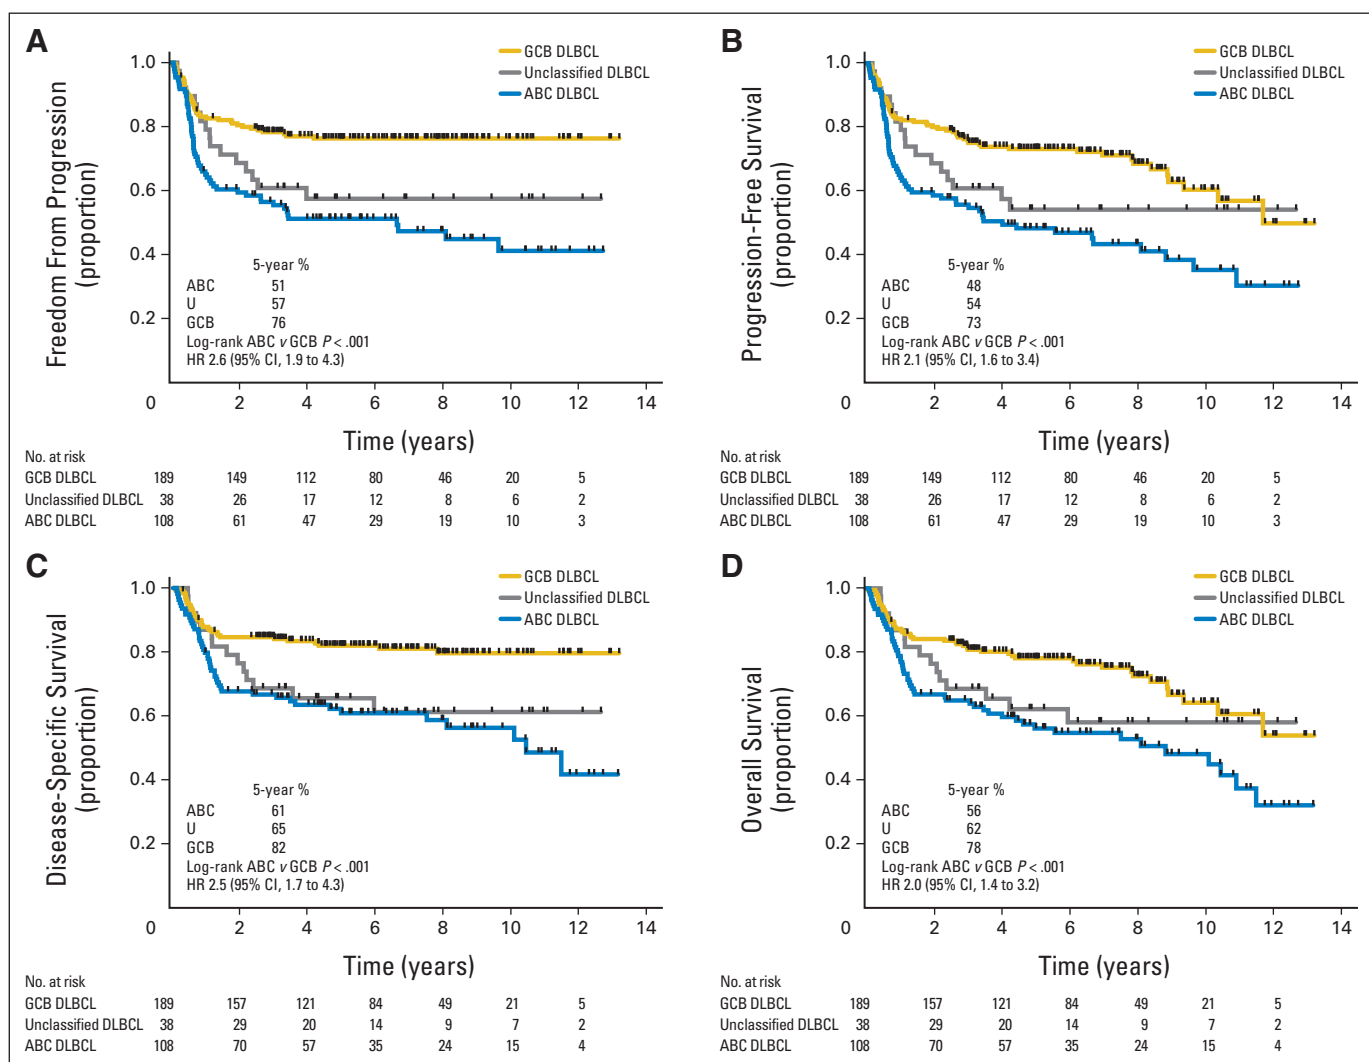 A
GCB DLBCL
Unclassified DLBCL
ABC DLBCL
Freedom From Progression
(proportion)
1.0
0.8
0.6
0.4
0.2
5-year %
ABC 51
U 57
GCB 76
Log-rank ABC v GCB P < .001
HR 2.6 (95% CI, 1.9 to 4.3)
0 2 4 6 8 10 12 14
Time (years)
No. at risk
GCB DLBCL 189 149 112 80 46 20 5
Unclassified DLBCL 38 26 17 12 8 6 2
ABC DLBCL 108 61 47 29 19 10 3
B
GCB DLBCL
Unclassified DLBCL
ABC DLBCL
Progression-Free Survival
(proportion)
1.0
0.8
0.6
0.4
0.2
5-year %
ABC 48
U 54
GCB 73
Log-rank ABC v GCB P < .001
HR 2.1 (95% CI, 1.6 to 3.4)
0 2 4 6 8 10 12 14
Time (years)
No. at risk
GCB DLBCL 189 149 112 80 46 20 5
Unclassified DLBCL 38 26 17 12 8 6 2
ABC DLBCL 108 61 47 29 19 10 3
C
GCB DLBCL
Unclassified DLBCL
ABC DLBCL
Disease-Specific Survival
(proportion)
1.0
0.8
0.6
0.4
0.2
5-year %
ABC 61
U 65
GCB 82
Log-rank ABC v GCB P < .001
HR 2.5 (95% CI, 1.7 to 4.3)
0 2 4 6 8 10 12 14
Time (years)
No. at risk
GCB DLBCL 189 157 121 84 49 21 5
Unclassified DLBCL 38 29 20 14 9 7 2
ABC DLBCL 108 70 57 35 24 15 4
D
GCB DLBCL
Unclassified DLBCL
ABC DLBCL
Overall Survival
(proportion)
1.0
0.8
0.6
0.4
0.2
5-year %
ABC 56
U 62
GCB 78
Log-rank ABC v GCB P < .001
HR 2.0 (95% CI, 1.4 to 3.2)
0 2 4 6 8 10 12 14
Time (years)
No. at risk
GCB DLBCL 189 157 121 84 49 21 5
Unclassified DLBCL 38 29 20 14 9 7 2
ABC DLBCL 108 70 57 35 24 15 4